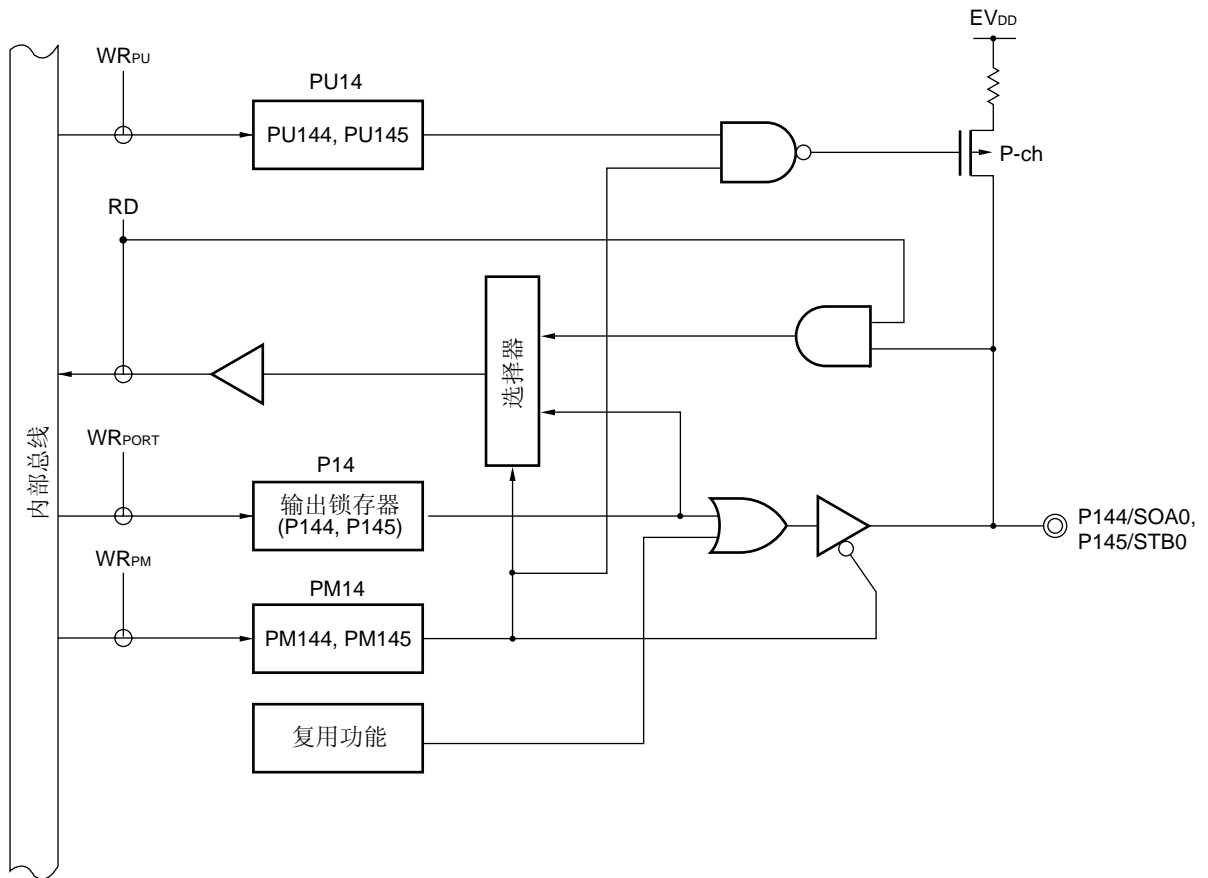 EVDD
WRPU
PU14
PU144, PU145
P-ch
RD
选择器
内部总线
WRPORT
P14
输出锁存器
(P144, P145)
P144/SOA0,
P145/STB0
WRPM
PM14
PM144, PM145
复用功能